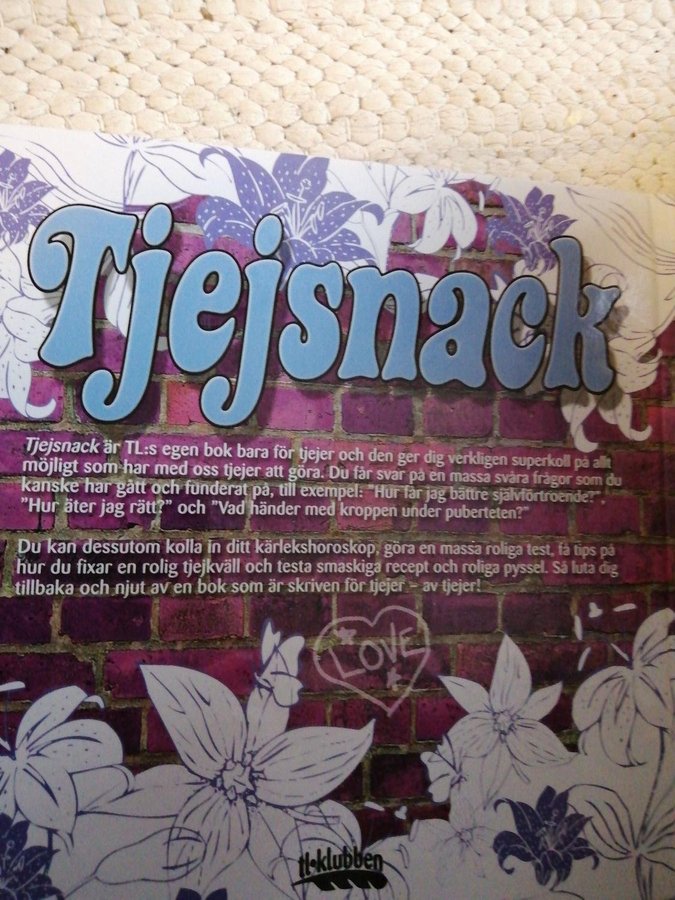 Tjejsnack
Tjejsnack är TL:s egen bok bara för tjejer och den ger dig verkligen superkoll på allt
möjligt som har med oss tjejer att göra. Du får svar på en massa svåra frågor som du
kanske har gått och funderat på, till exempel: "Hur får jag bättre självförtroende?",
"Hur äter jag rätt?" och "Vad händer med kroppen under puberteten?"
Du kan dessutom kolla in ditt kärlekshoroskop, göra en massa roliga test, få tips på
hur du fixar en rolig tjejkväll och testa smaskiga recept och roliga pyssel. Så luta dig
tillbaka och njut av en bok som är skriven för tjejer – av tjejer!
LOVE
tl•klubben